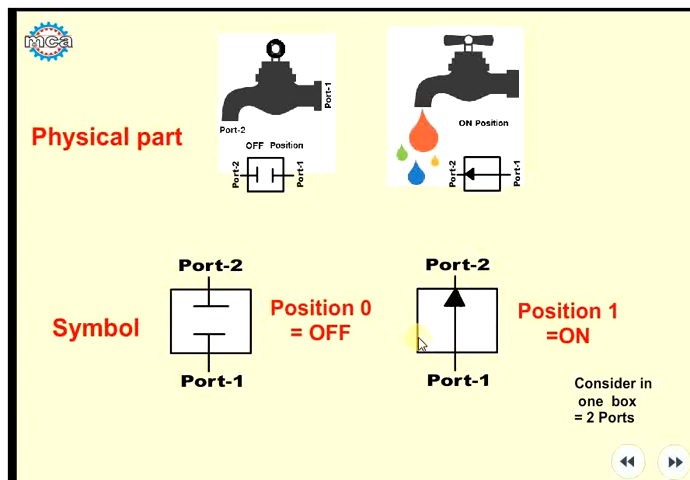 mca
Port-1
Port-2
OFF Position
Port-2
Port-1
ON Position
Port-2
Port-1
Physical part
Port-2
Port-1
Symbol
Position 0
= OFF
Port-2
Port-1
Position 1
=ON
Consider in
one box
= 2 Ports